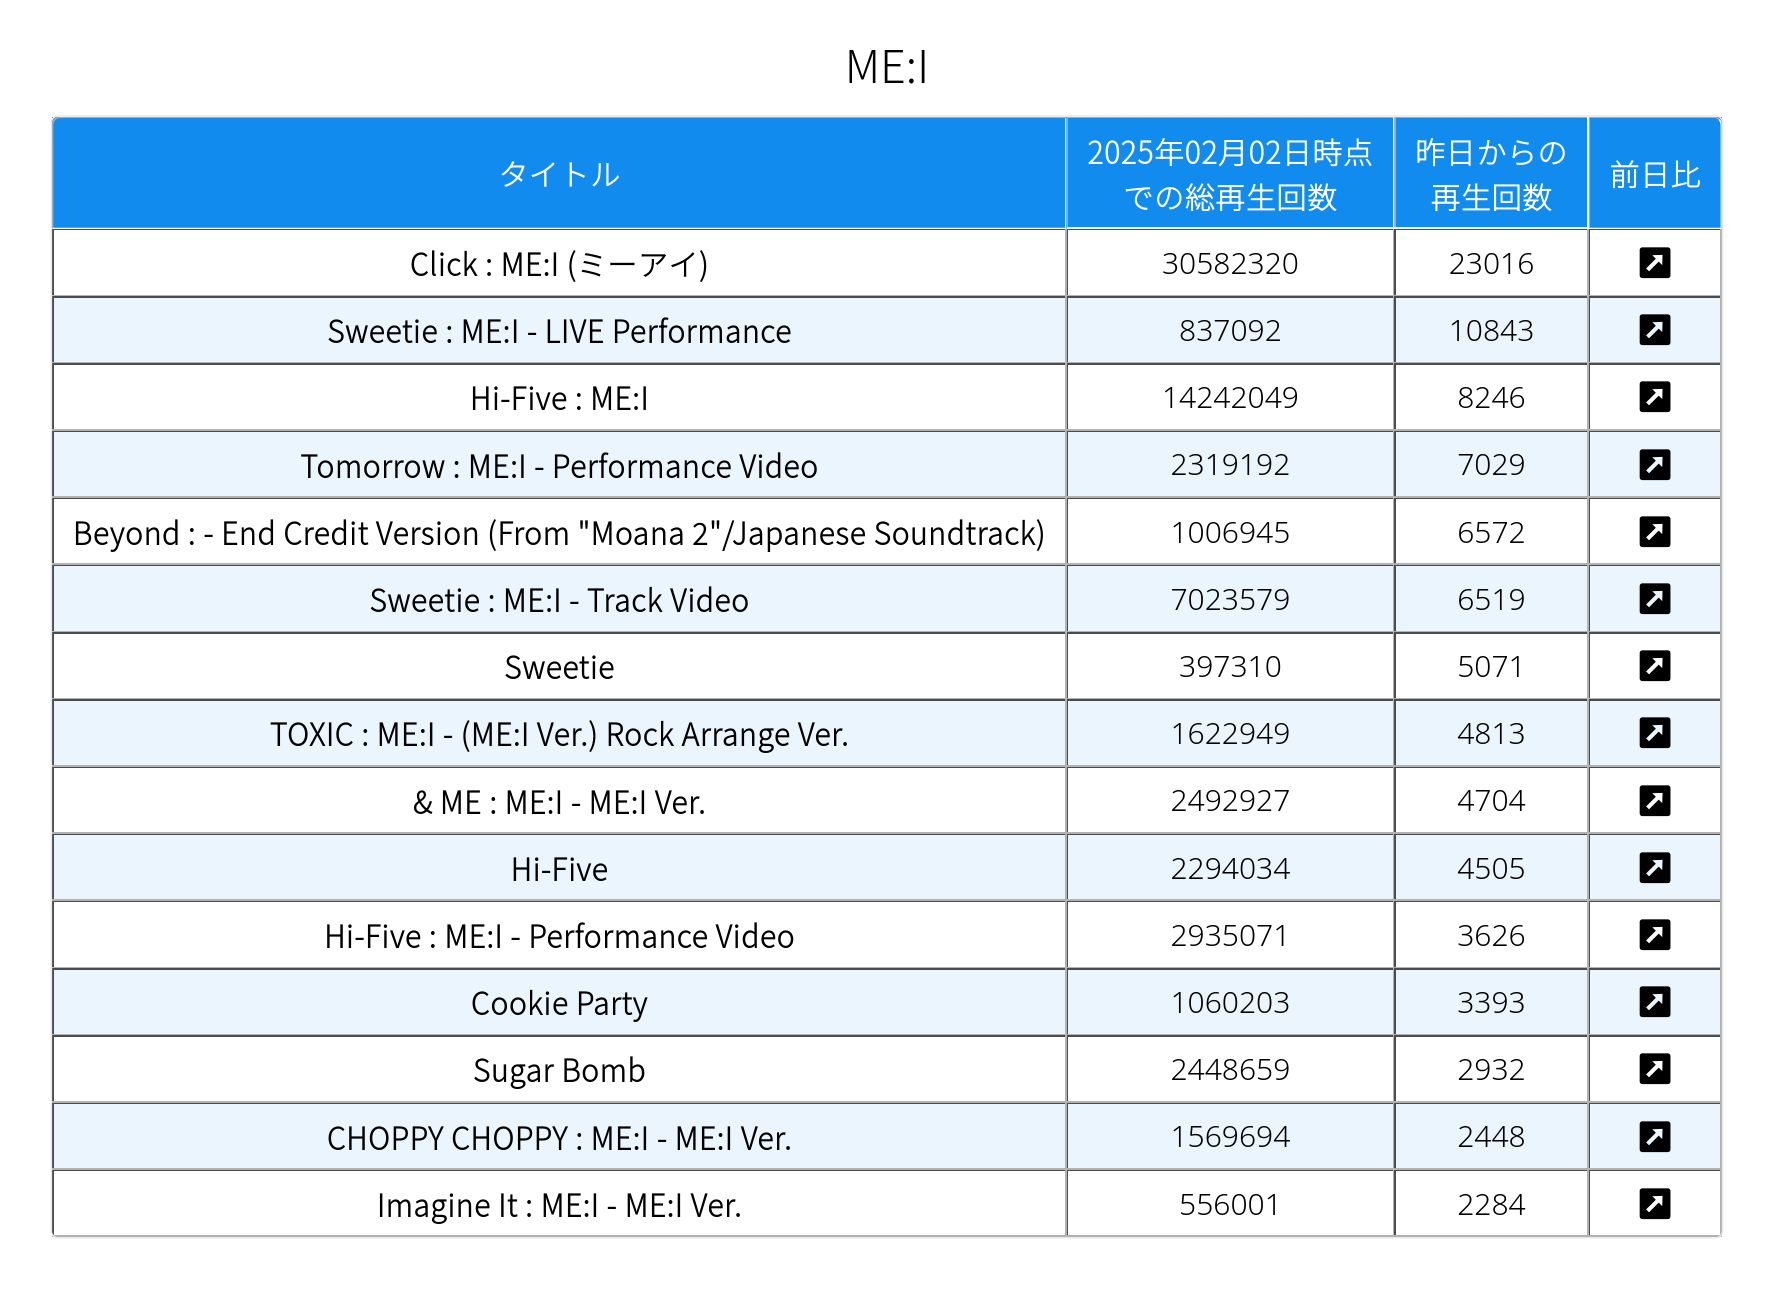 ME:I
タイトル
2025年02月02日時点
での総再生回数
昨日からの
再生回数
前日比
Click : ME:I (ミーアイ) 30582320 23016
Sweetie : ME:I - LIVE Performance 837092 10843
Hi-Five : ME:I 14242049 8246
Tomorrow : ME:I - Performance Video 2319192 7029
Beyond : - End Credit Version (From "Moana 2"/Japanese Soundtrack) 1006945 6572
Sweetie : ME:I - Track Video 7023579 6519
Sweetie 397310 5071
TOXIC : ME:I - (ME:I Ver.) Rock Arrange Ver. 1622949 4813
& ME : ME:I - ME:I Ver. 2492927 4704
Hi-Five 2294034 4505
Hi-Five : ME:I - Performance Video 2935071 3626
Cookie Party 1060203 3393
Sugar Bomb 2448659 2932
CHOPPY CHOPPY : ME:I - ME:I Ver. 1569694 2448
Imagine It : ME:I - ME:I Ver. 556001 2284